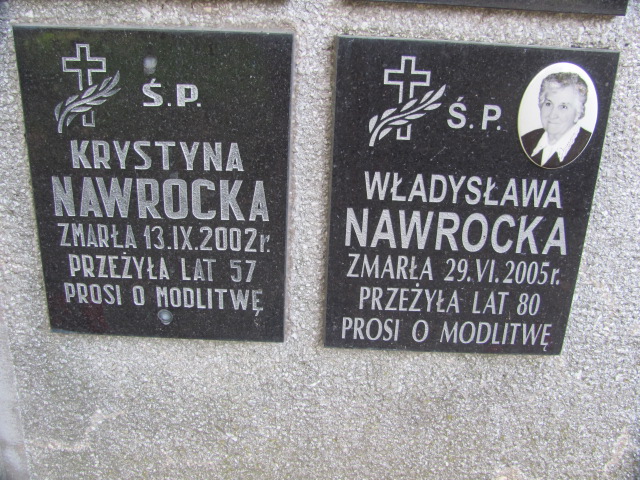 Ś.P.
KRYSTYNA
NAWROCKA
ZMARŁA 13.IX.2002r.
PRZEŻYŁA LAT 57
PROSI O MODLITWĘ
Ś.P.
WŁADYSŁAWA
NAWROCKA
ZMARŁA 29.VI.2005r.
PRZEŻYŁA LAT 80
PROSI O MODLITWĘ